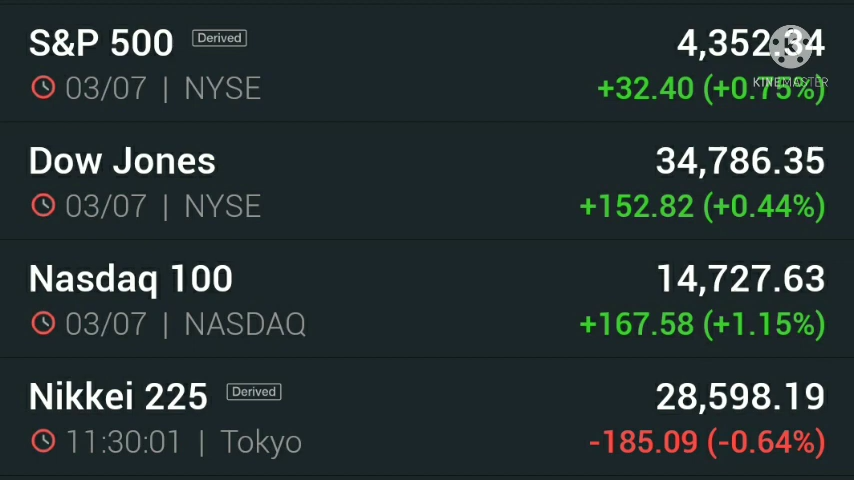 S&P 500 Derived 4,352.34
03/07 | NYSE +32.40 (+0.75%)
KINEMASTER
Dow Jones 34,786.35
03/07 | NYSE +152.82 (+0.44%)
Nasdaq 100 14,727.63
03/07 | NASDAQ +167.58 (+1.15%)
Nikkei 225 Derived 28,598.19
11:30:01 | Tokyo -185.09 (-0.64%)